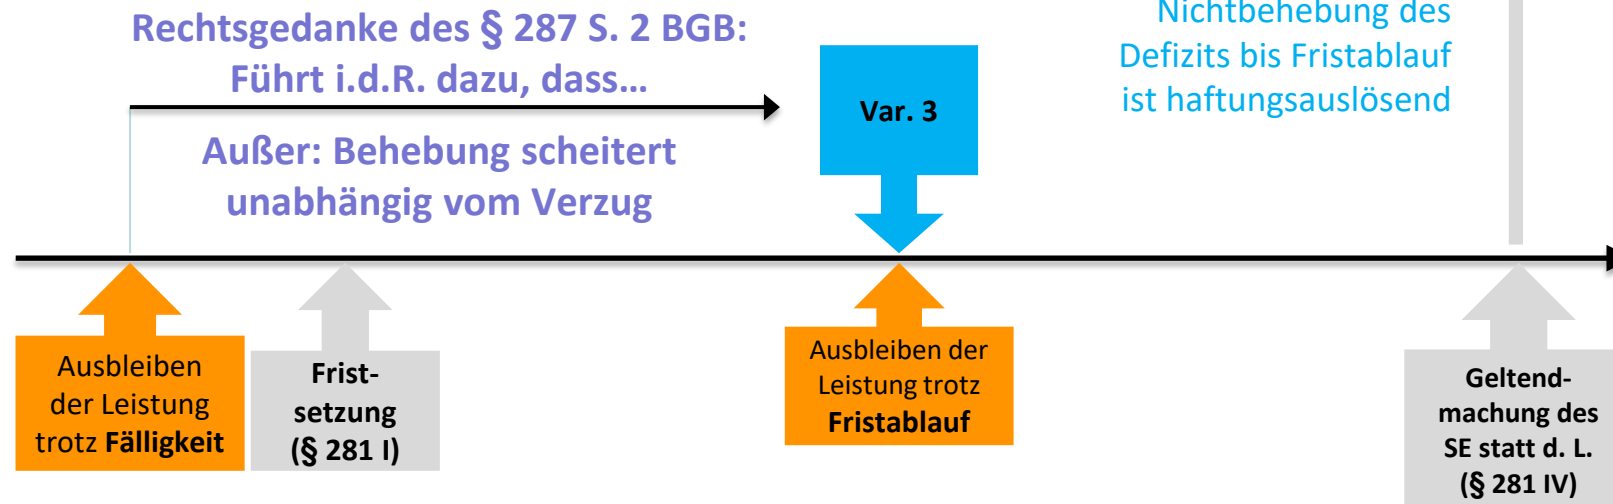 Rechtsgedanke des § 287 S. 2 BGB:
Führt i.d.R. dazu, dass…
Außer: Behebung scheitert
unabhängig vom Verzug
Var. 3
Nichtbehebung des
Defizits bis Fristablauf
ist haftungsauslösend
Ausbleiben
der Leistung
trotz Fälligkeit
Frist-
setzung
(§ 281 I)
Ausbleiben der
Leistung trotz
Fristablauf
Geltend-
machung des
SE statt d. L.
(§ 281 IV)